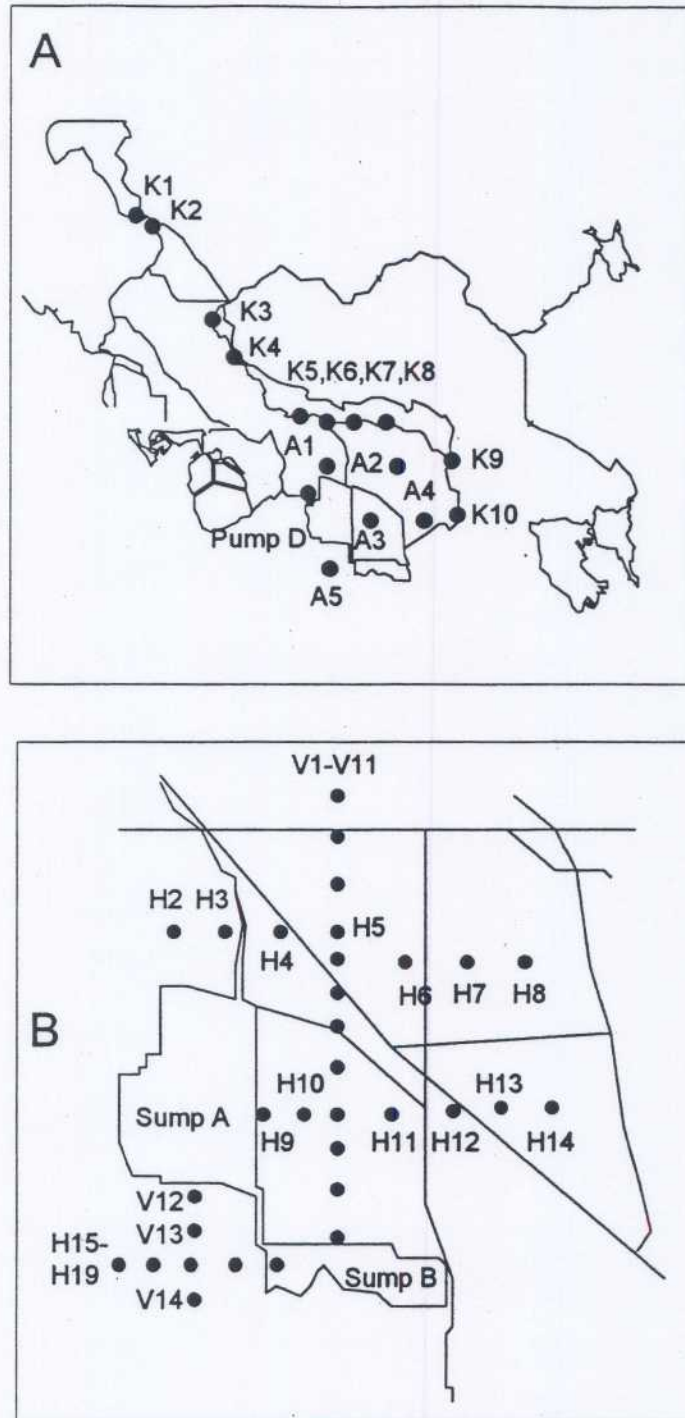 A
K1
K2
K3
K4
K5,K6,K7,K8
A1
A2
K9
A4
K10
Pump D
A3
A5
V1-V11
H2
H3
H5
H4
H6
H7
H8
B
H10
H13
Sump A
H9
H11
H12
H14
V12
V13
H15-
H19
Sump B
V14